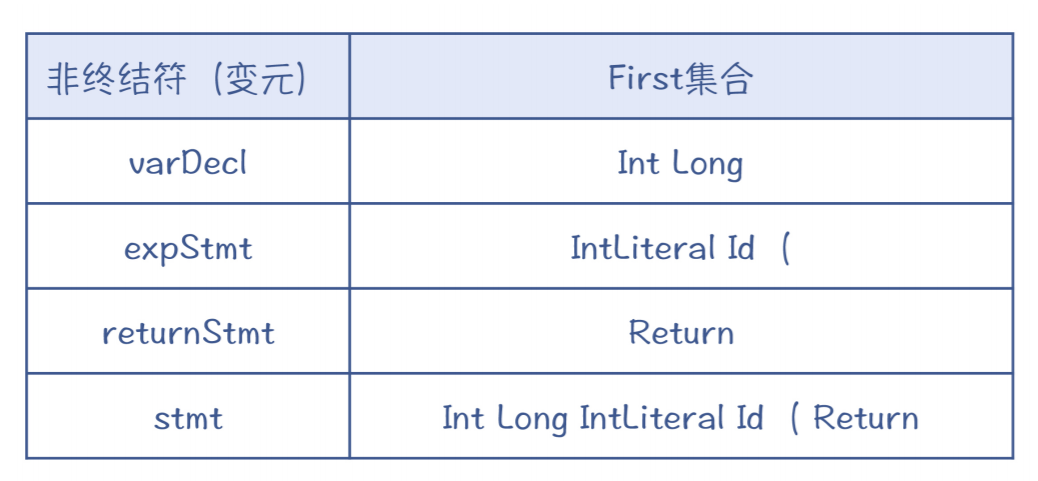 非终结符（变元） First集合
varDecl Int Long
expStmt IntLiteral Id (
returnStmt Return
stmt Int Long IntLiteral Id ( Return